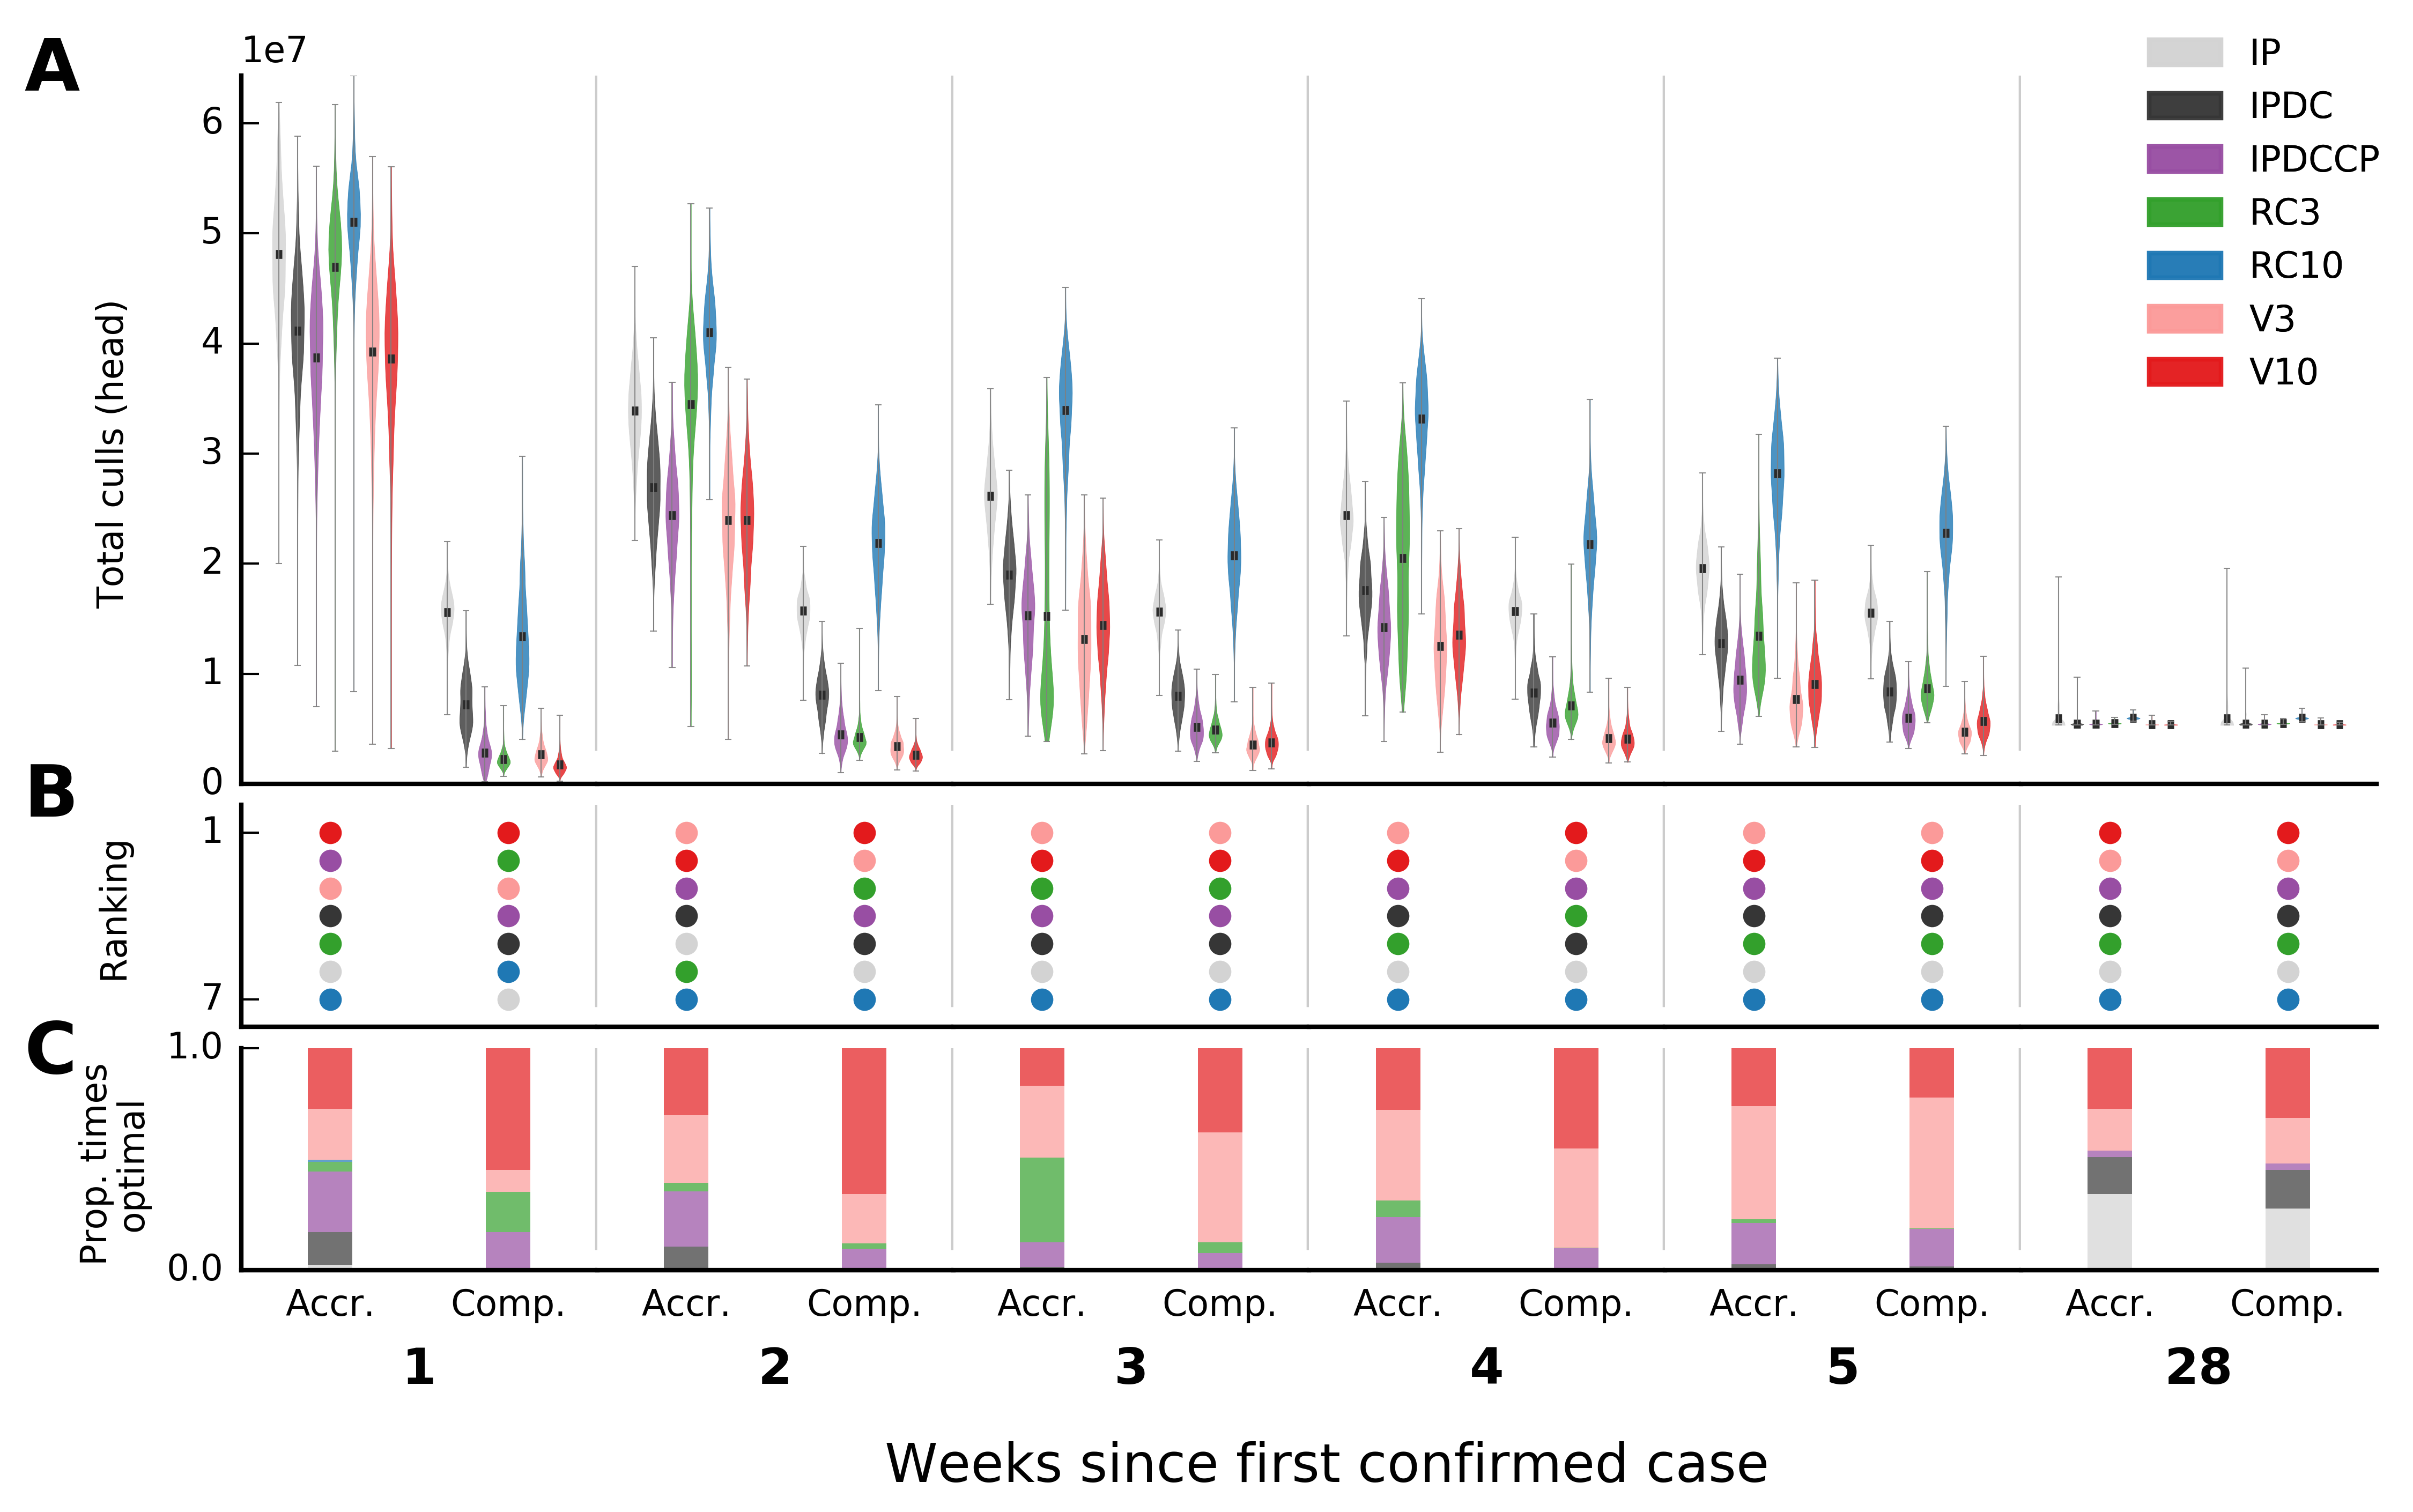 A
1e7
6
5
4
3
2
1
0
Total culls (head)
IP
IPDC
IPDCCP
RC3
RC10
V3
V10
B
1
7
Ranking
C
1.0
0.0
Prop. times
optimal
Accr. Comp. Accr. Comp. Accr. Comp. Accr. Comp. Accr. Comp. Accr. Comp.
1 2 3 4 5 28
Weeks since first confirmed case